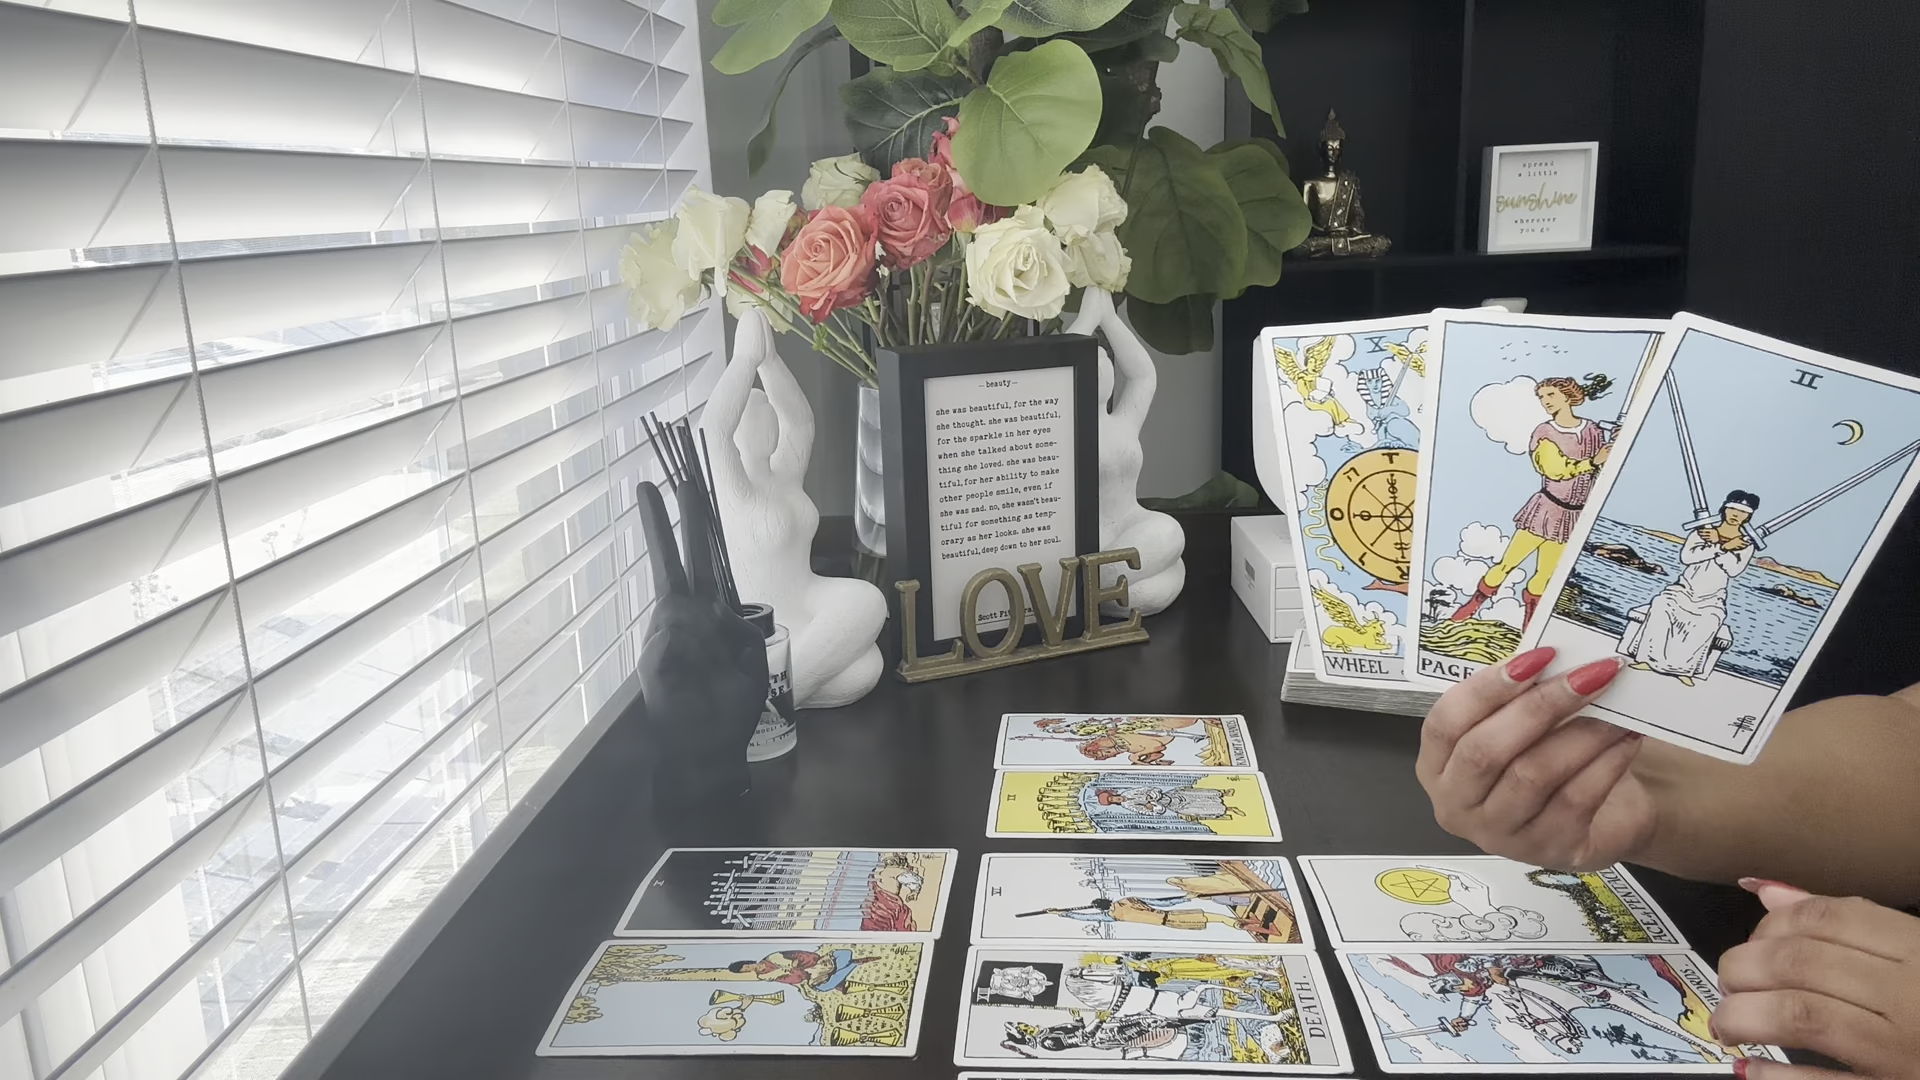 spread
a little
sunshine
wherever
you go
— beauty —
she was beautiful, for the way
she thought. she was beautiful,
for the sparkle in her eyes
when she talked about some-
thing she loved. she was beau-
tiful, for her ability to make
other people smile, even if
she was sad. no, she wasn't beau-
tiful for something as temp-
orary as her looks. she was
beautiful, deep down to her soul.
LOVE
X
WHEEL
PAGE
II
KNIGHT of WANDS
X
DEATH.
XIII